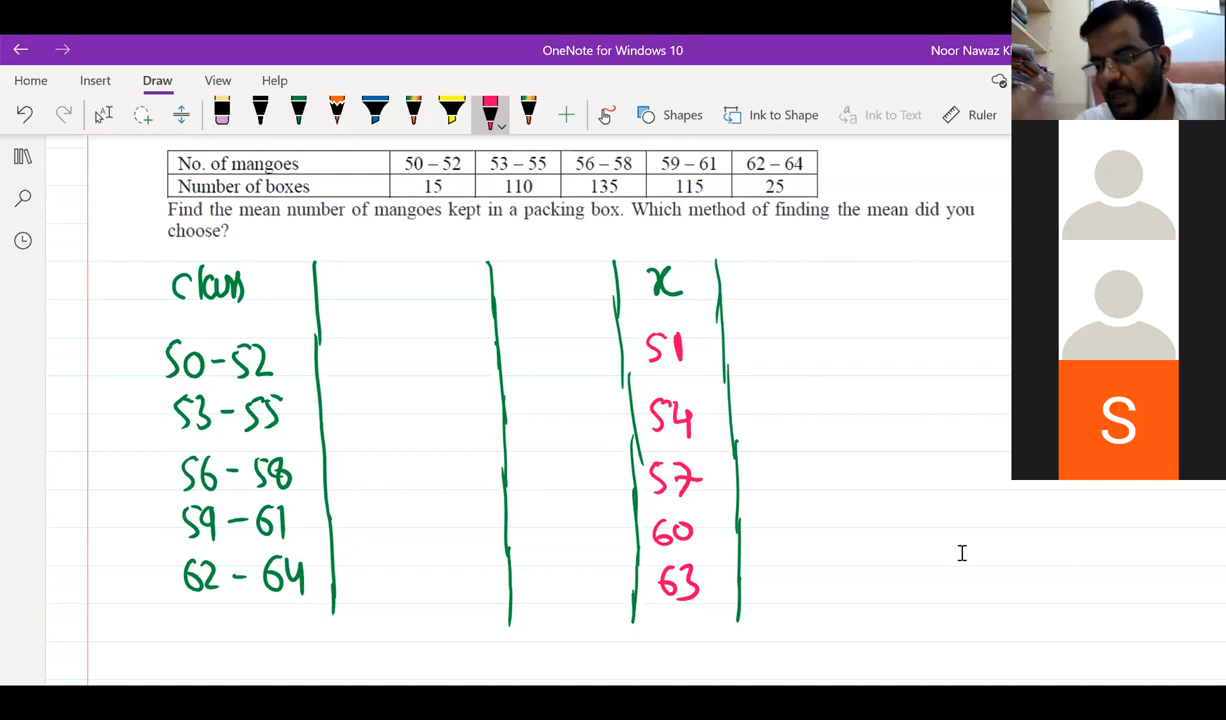 OneNote for Windows 10
Noor Nawaz K
Home Insert Draw View Help
Shapes Ink to Shape Ink to Text Ruler
No. of mangoes 50 – 52 53 – 55 56 – 58 59 – 61 62 – 64
Number of boxes 15 110 135 115 25
Find the mean number of mangoes kept in a packing box. Which method of finding the mean did you
choose?
class x
50-52 51
53-55 54
56-58 57
59-61 60
62-64 63
S